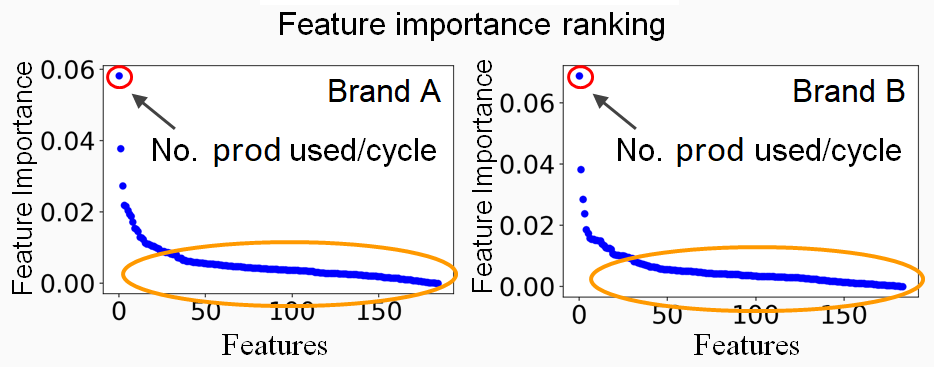 Feature importance ranking
Brand A
No. prod used/cycle
Feature Importance
0.06
0.04
0.02
0.00
0
50
100
150
Features
Brand B
No. prod used/cycle
Feature Importance
0.06
0.04
0.02
0.00
0
50
100
150
Features